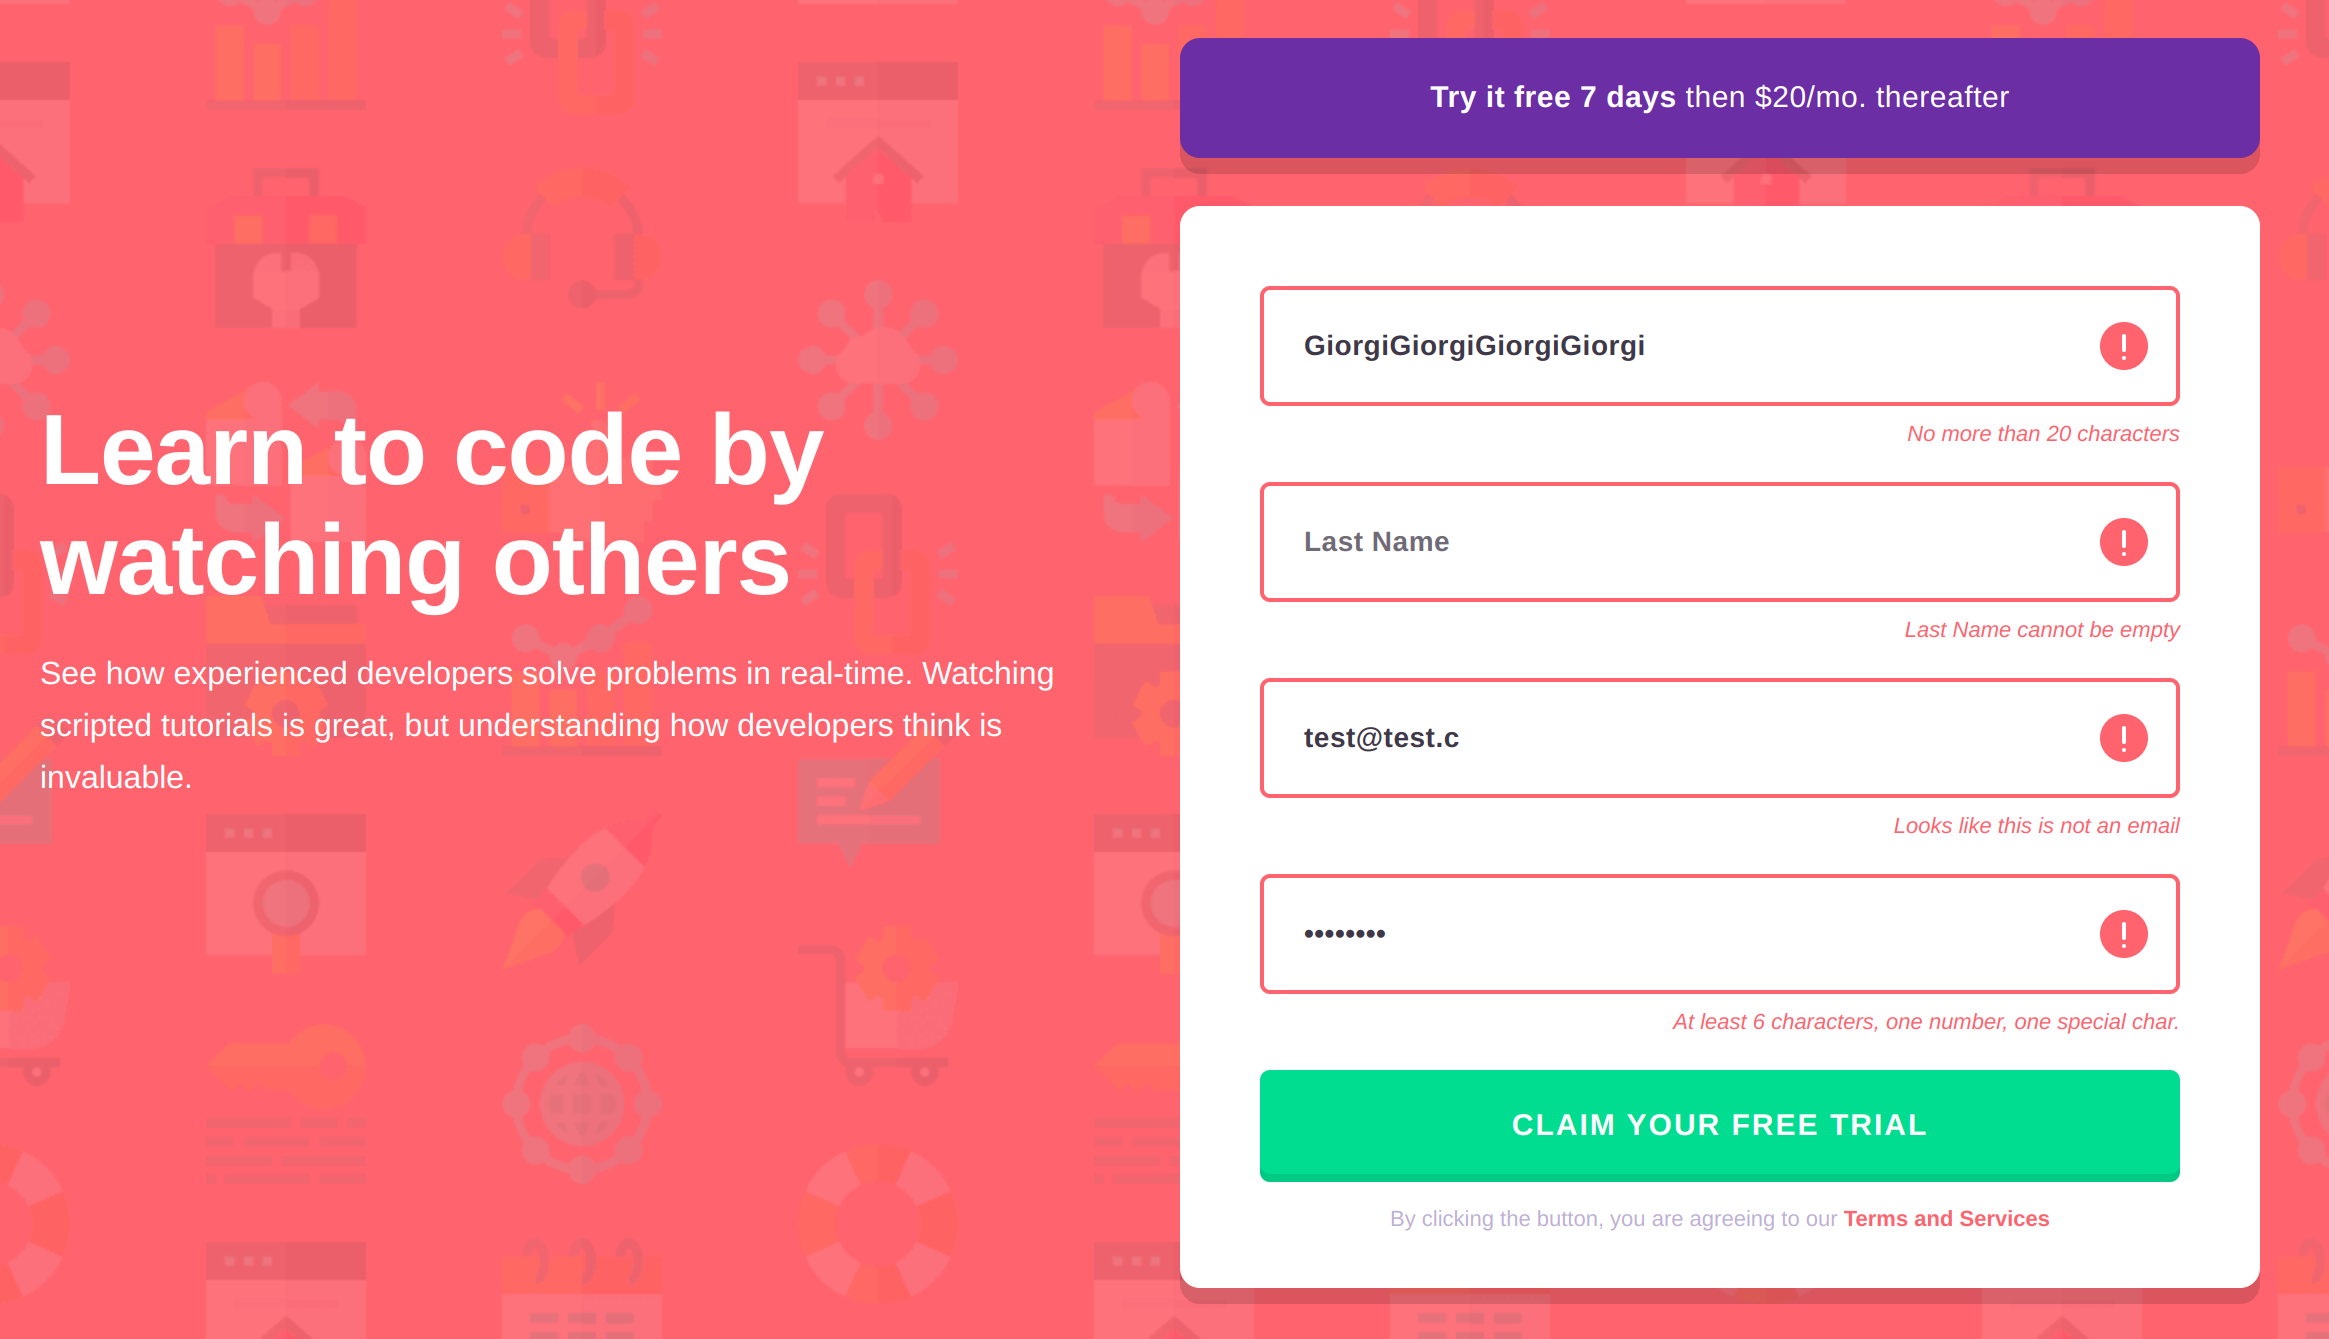 Learn to code by
watching others
See how experienced developers solve problems in real-time. Watching
scripted tutorials is great, but understanding how developers think is
invaluable.
Try it free 7 days then $20/mo. thereafter
GiorgiGiorgiGiorgiGiorgi
No more than 20 characters
Last Name
Last Name cannot be empty
test@test.c
Looks like this is not an email
••••••••
At least 6 characters, one number, one special char.
CLAIM YOUR FREE TRIAL
By clicking the button, you are agreeing to our Terms and Services